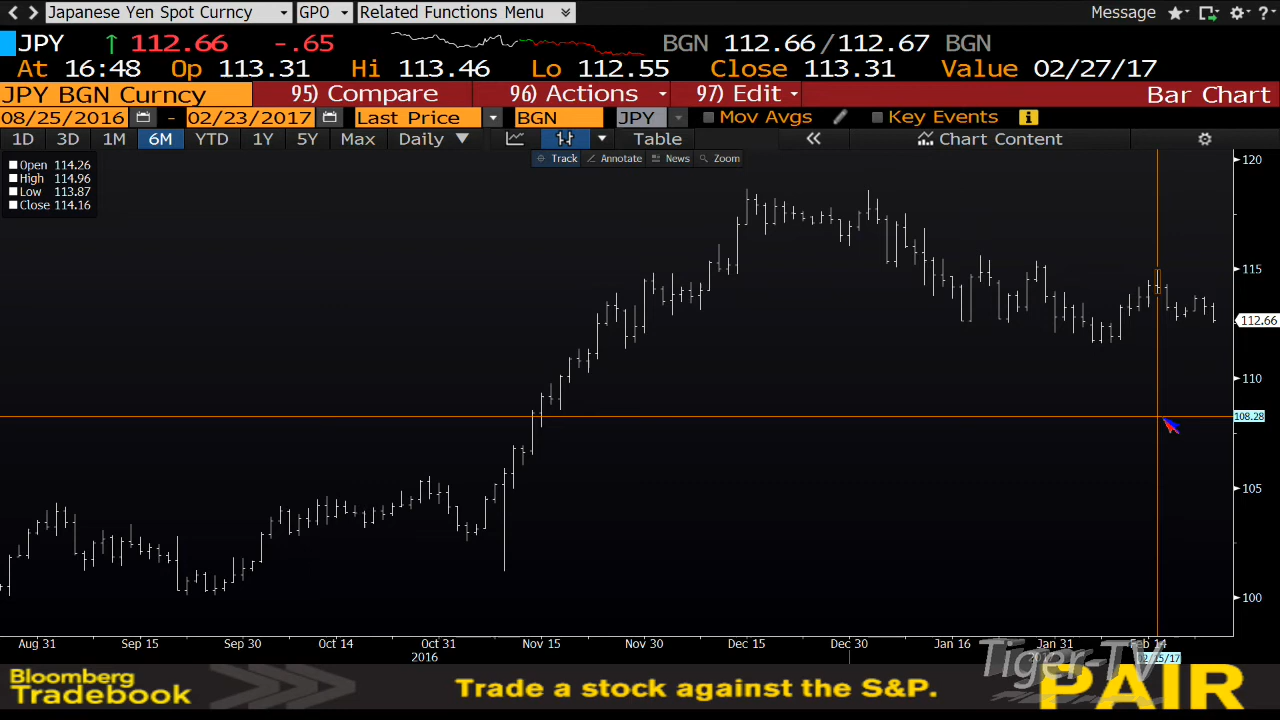 Japanese Yen Spot Curncy GPO Related Functions Menu Message ?
JPY 112.66 -.65 BGN 112.66/112.67 BGN
At 16:48 Op 113.31 Hi 113.46 Lo 112.55 Close 113.31 Value 02/27/17
JPY BGN Curncy 95) Compare 96) Actions 97) Edit Bar Chart
08/25/2016 - 02/23/2017 Last Price BGN JPY Mov Avgs Key Events
1D 3D 1M 6M YTD 1Y 5Y Max Daily Table Chart Content
Track Annotate News Zoom
Open 114.26
High 114.96
Low 113.87
Close 114.16
120
115
112.66
110
108.28
105
100
Aug 31 Sep 15 Sep 30 Oct 14 Oct 31 Nov 15 Nov 30 Dec 15 Dec 30 Jan 16 Jan 31 Feb 14
2016
Tiger-TV
Bloomberg
Tradebook
Trade a stock against the S&P.
PAIR